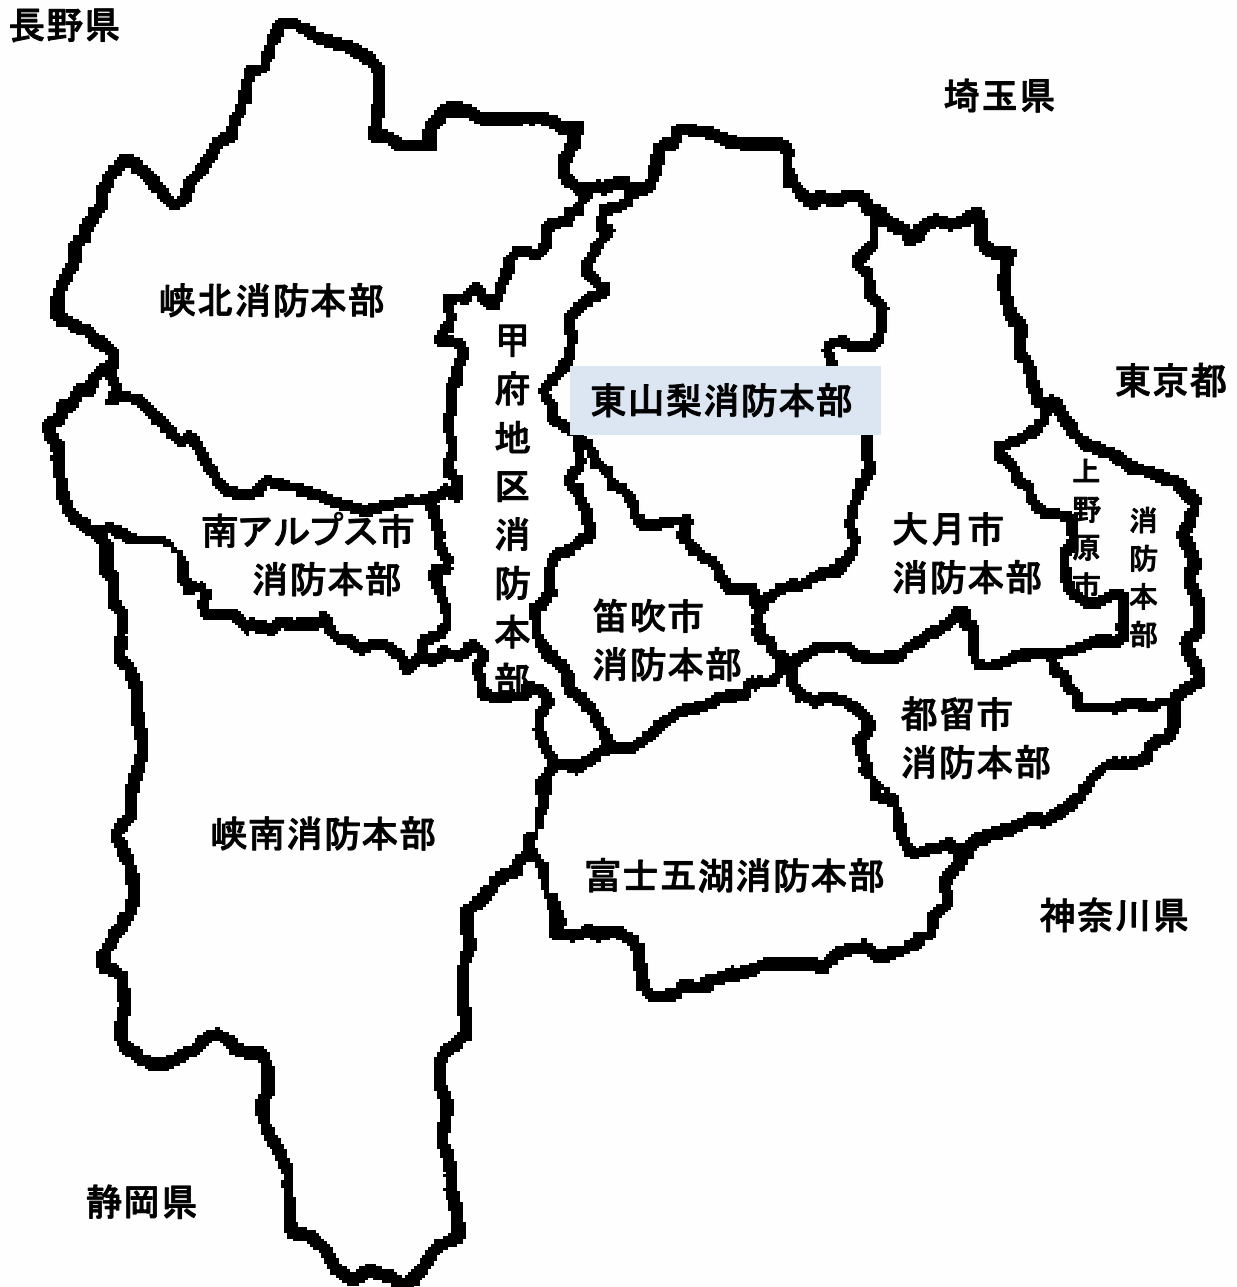 長野県
埼玉県
峡北消防本部
甲府地区消防本部
東京都
東山梨消防本部
南アルプス市
消防本部
大月市
消防本部
上野原市
消防本部
笛吹市
消防本部
都留市
消防本部
峡南消防本部
富士五湖消防本部
神奈川県
静岡県